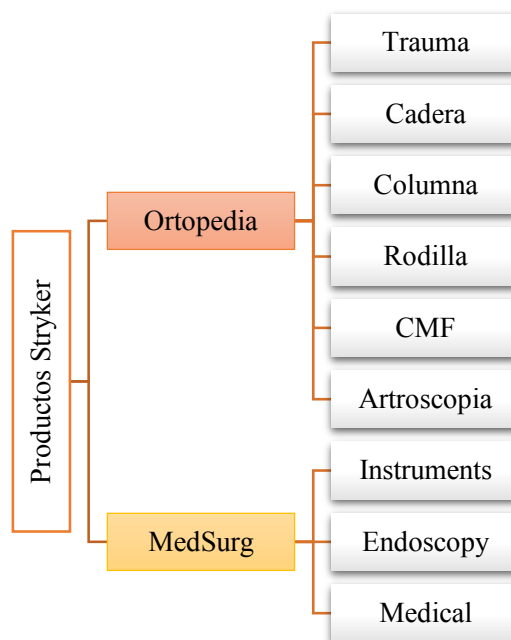 Productos Stryker
Ortopedia
Trauma
Cadera
Columna
Rodilla
CMF
Artroscopia
MedSurg
Instruments
Endoscopy
Medical